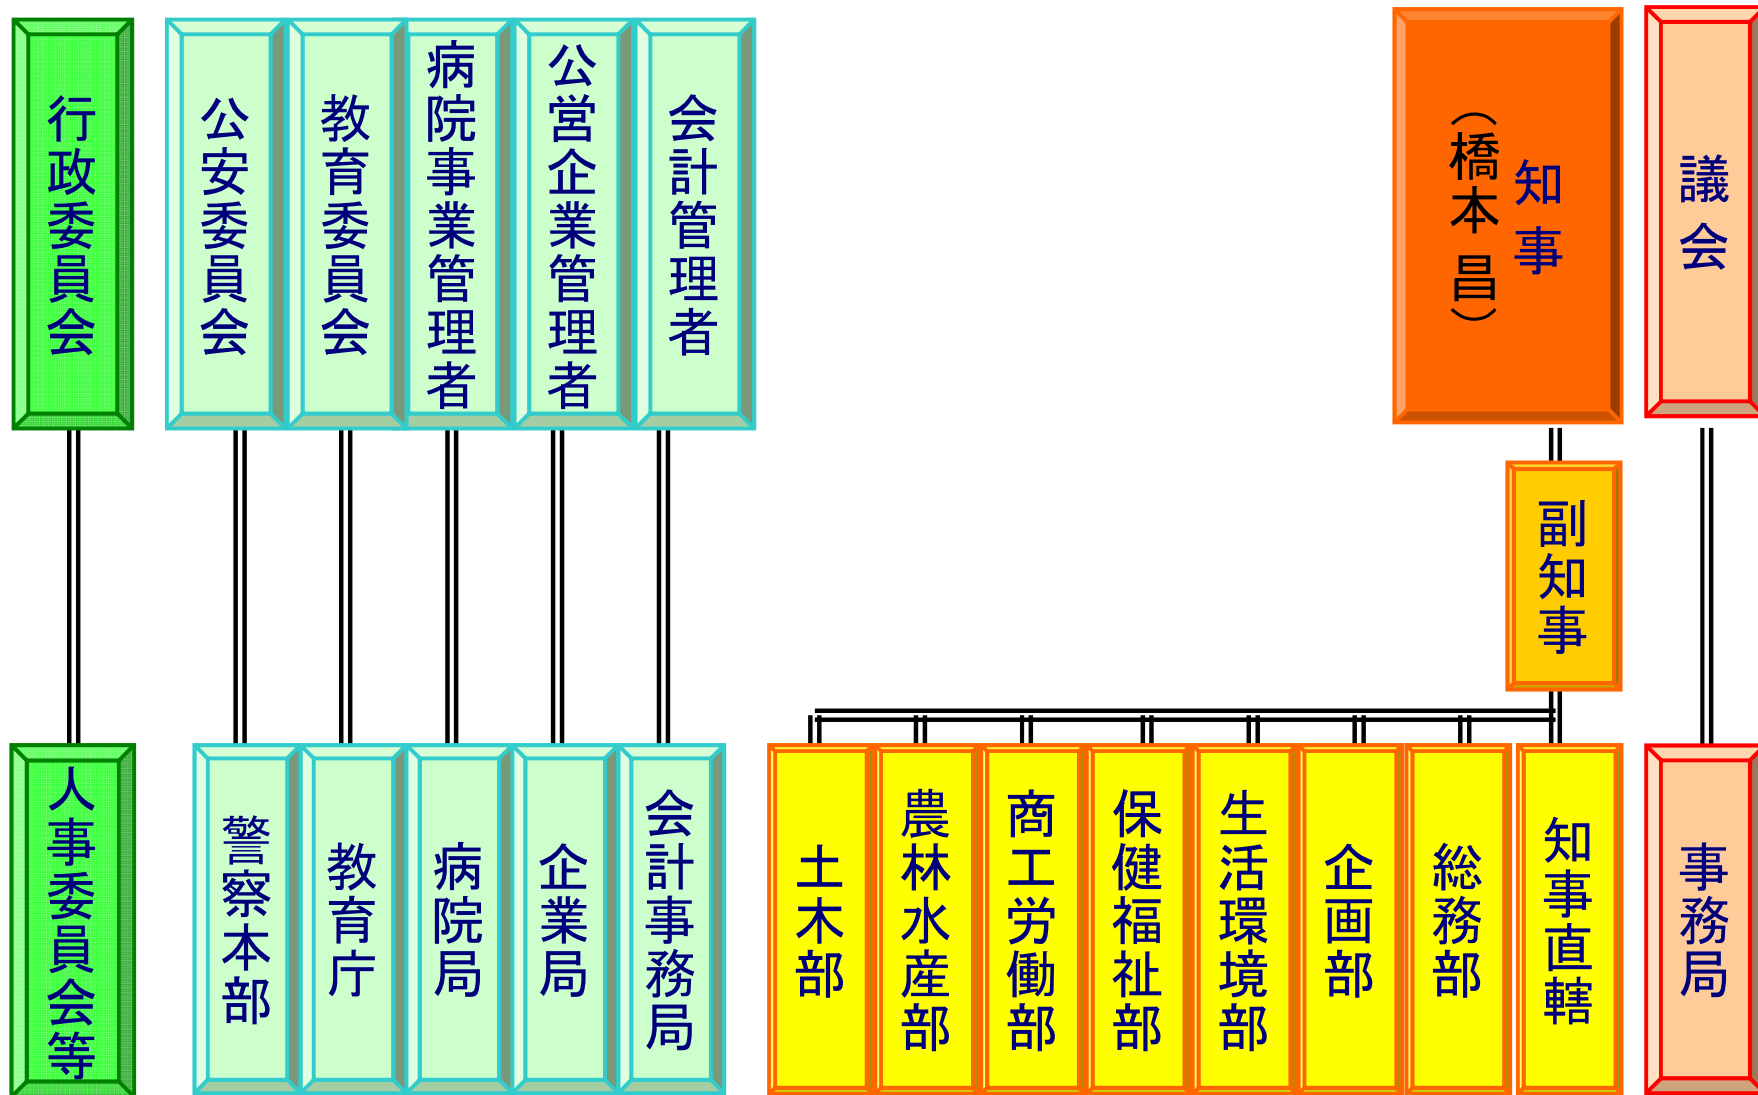 議会
知事
（橋本 昌）
会計管理者
公営企業管理者
病院事業管理者
教育委員会
公安委員会
行政委員会
副知事
事務局
知事直轄
総務部
企画部
生活環境部
保健福祉部
商工労働部
農林水産部
土木部
会計事務局
企業局
病院局
教育庁
警察本部
人事委員会等